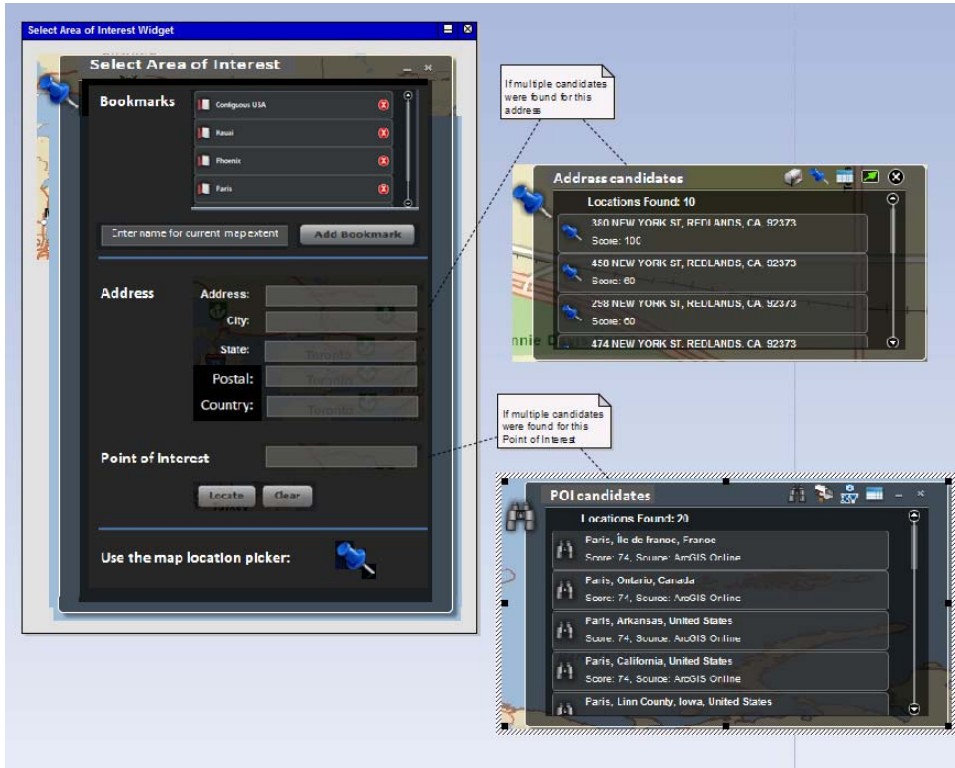 Select Area of Interest Widget
Select Area of Interest
Bookmarks
Contiguous USA
Kauai
Phoenix
Paris
Enter name for current map extent
Add Bookmark
Address
Address:
City:
State:
Toronto
Postal:
Toronto
Country:
Toronto
Point of Interest
Locate
Clear
Use the map location picker:
If multiple candidates
were found for this
address
Address candidates
Locations Found: 10
380 NEW YORK ST, REDLANDS, CA, 92373
Score: 100
450 NEW YORK ST, REDLANDS, CA, 92373
Score: 60
298 NEW YORK ST, REDLANDS, CA, 92373
Score: 60
474 NEW YORK ST, REDLANDS, CA, 92373
If multiple candidates
were found for this
Point of Interest
POI candidates
Locations Found: 20
Paris, Île de france, France
Score: 74, Source: ArcGIS Online
Paris, Ontario, Canada
Score: 74, Source: ArcGIS Online
Paris, Arkansas, United States
Score: 74, Source: ArcGIS Online
Paris, California, United States
Score: 74, Source: ArcGIS Online
Paris, Linn County, Iowa, United States